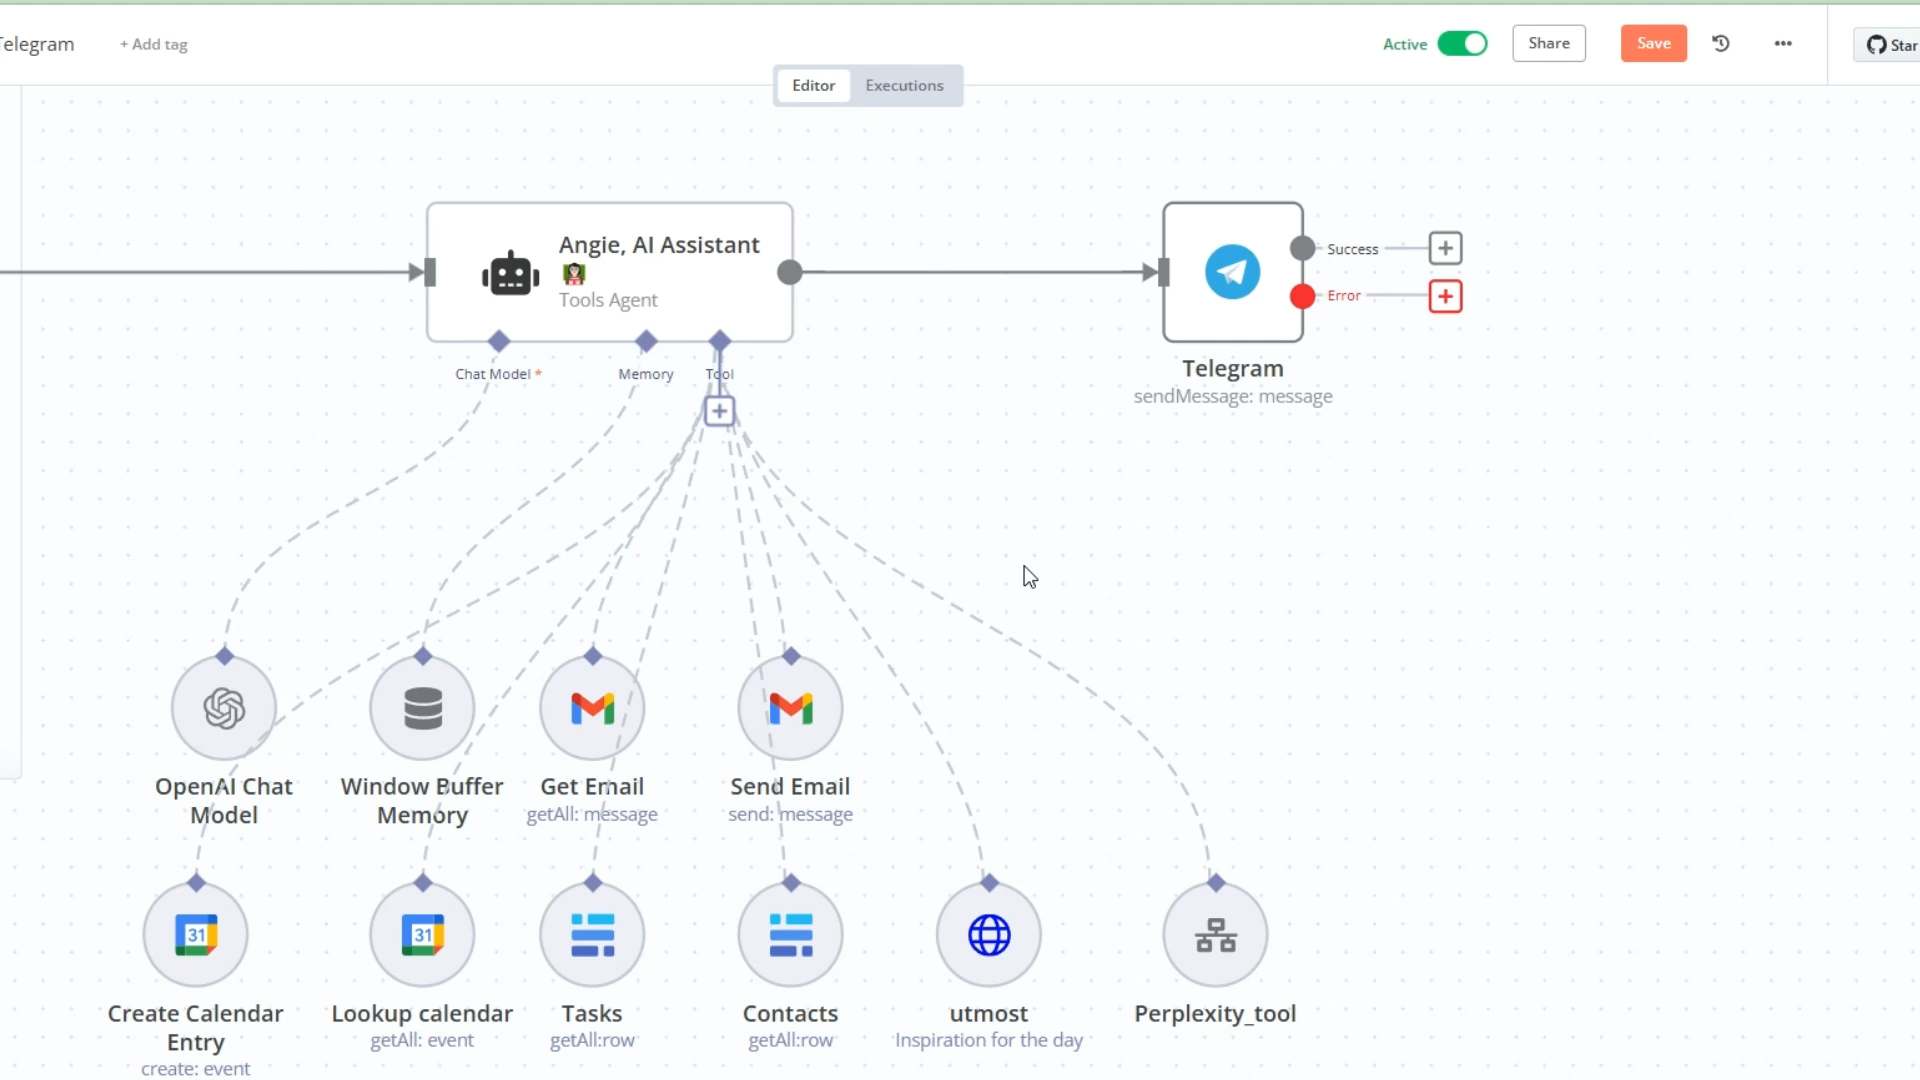 Telegram
+ Add tag
Active
Share
Save
Star
Editor
Executions
Angie, AI Assistant
Tools Agent
Chat Model *
Memory
Tool
Success
Error
Telegram
sendMessage: message
OpenAI Chat
Model
Window Buffer
Memory
Get Email
getAll: message
Send Email
send: message
31
Create Calendar
Entry
create: event
31
Lookup calendar
getAll: event
Tasks
getAll:row
Contacts
getAll:row
utmost
Inspiration for the day
Perplexity_tool